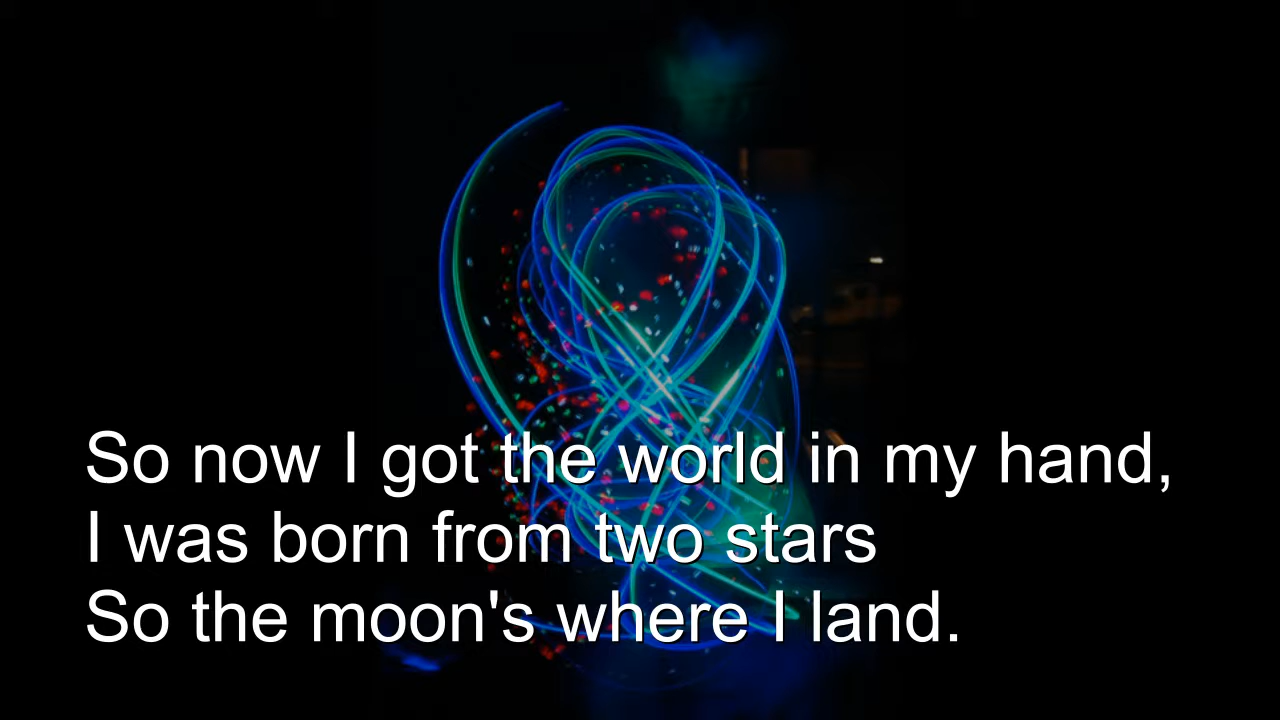 So now I got the world in my hand,
I was born from two stars
So the moon's where I land.